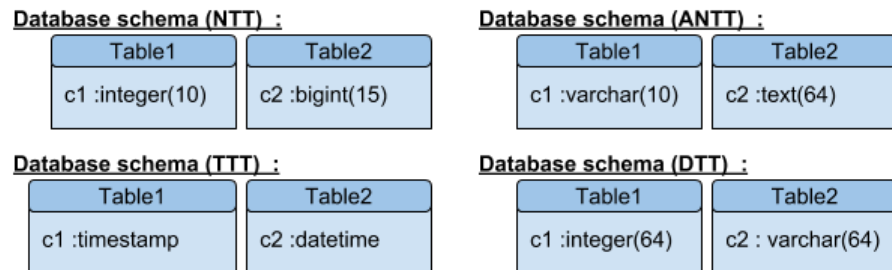 Database schema (NTT) :
Table1
Table2
c1 :integer(10)
c2 :bigint(15)
Database schema (ANTT) :
Table1
Table2
c1 :varchar(10)
c2 :text(64)
Database schema (TTT) :
Table1
Table2
c1 :timestamp
c2 :datetime
Database schema (DTT) :
Table1
Table2
c1 :integer(64)
c2 : varchar(64)